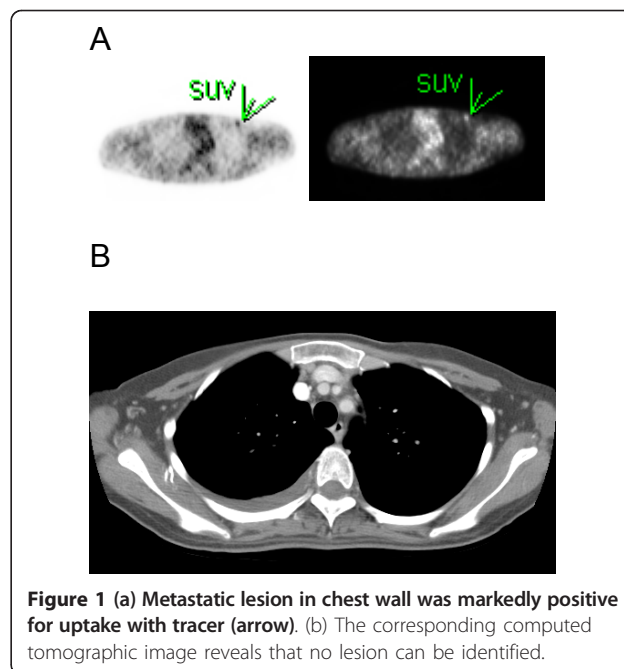 A
SUV
SUV
B
Figure 1 (a) Metastatic lesion in chest wall was markedly positive
for uptake with tracer (arrow). (b) The corresponding computed
tomographic image reveals that no lesion can be identified.